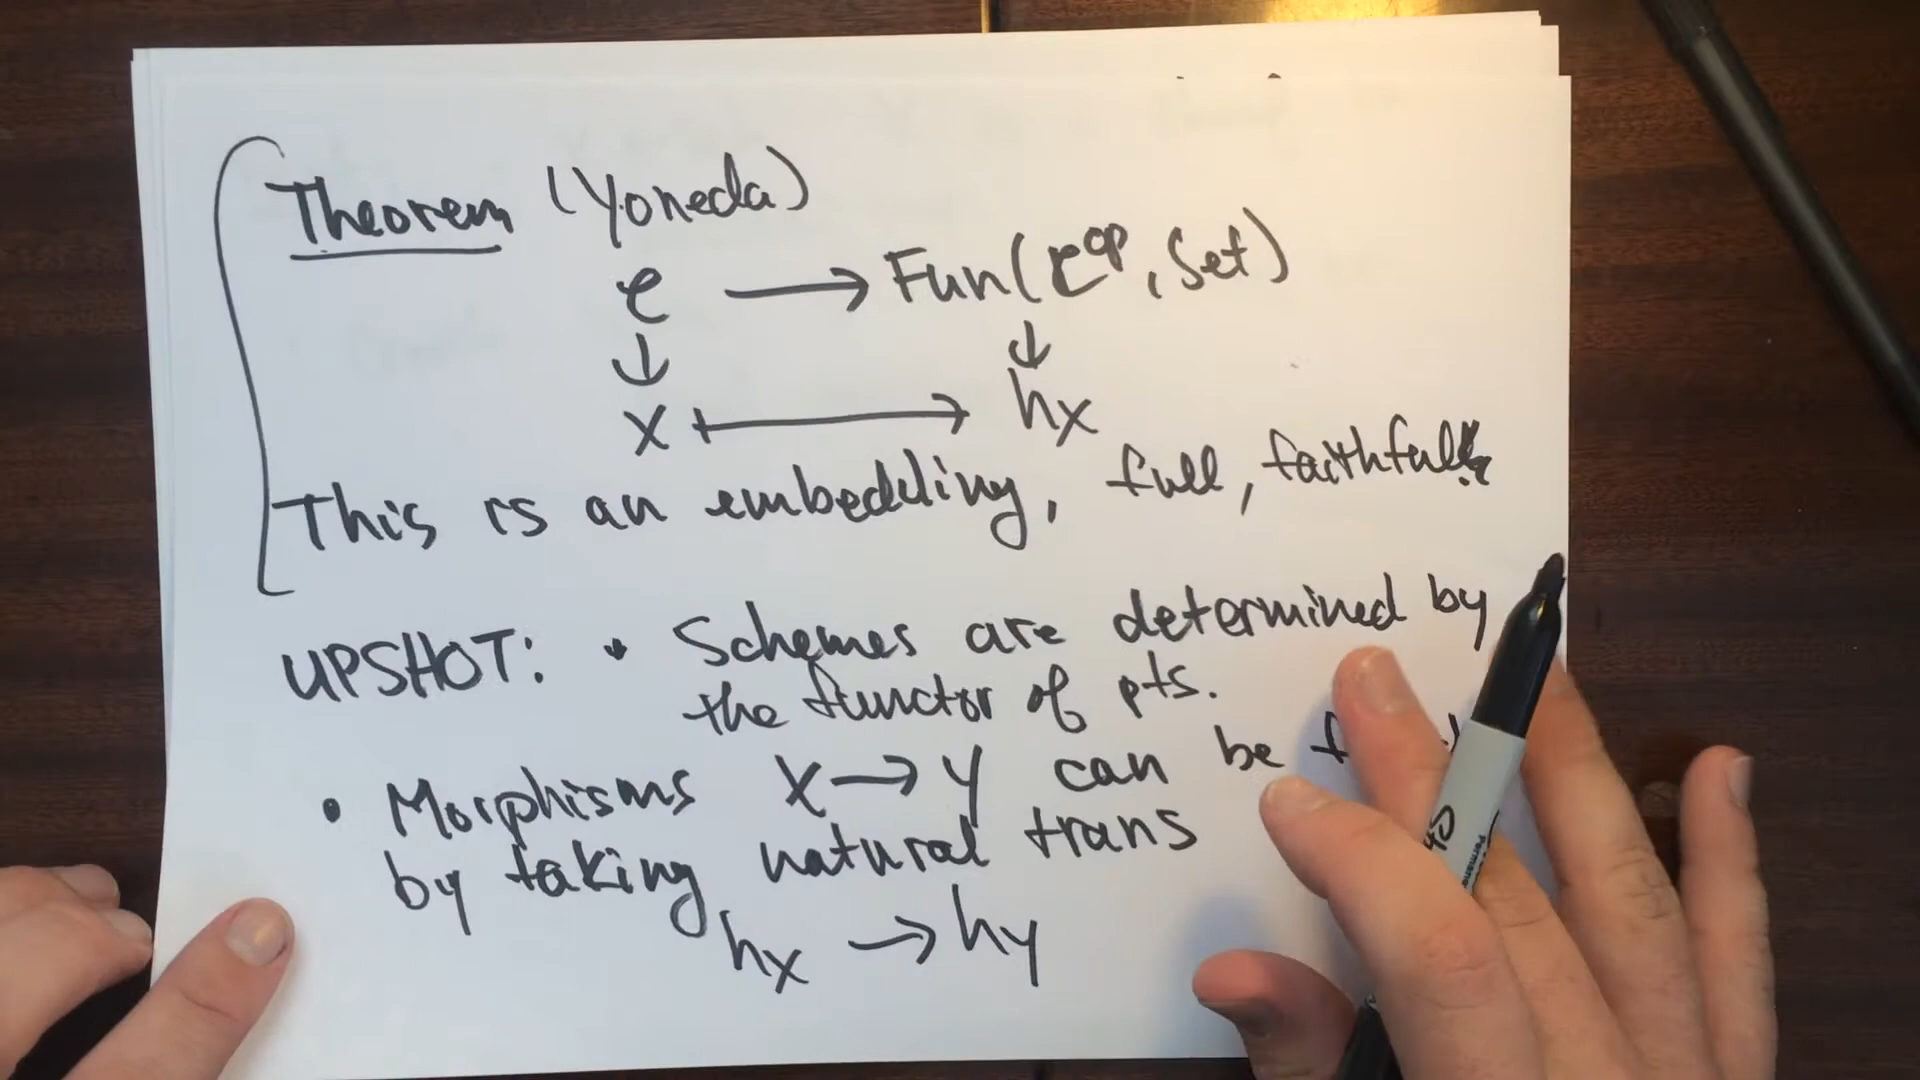 Theorem (Yoneda)
C → Fun(C^op, Set)
↓ ↓
X ↦ h_X
This is an embedding, full, faithful.
UPSHOT: • Schemes are determined by
the functor of pts.
• Morphisms X → Y can be
by taking natural trans
h_X → h_Y